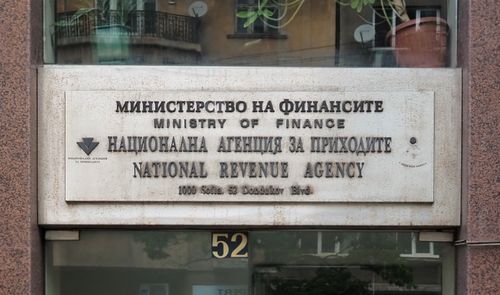 МИНИСТЕРСТВО НА ФИНАНСИТЕ
MINISTRY OF FINANCE
НАЦИОНАЛНА АГЕНЦИЯ ЗА ПРИХОДИТЕ
NATIONAL REVENUE AGENCY
1000 Sofia 52 Dondukov Blvd
52